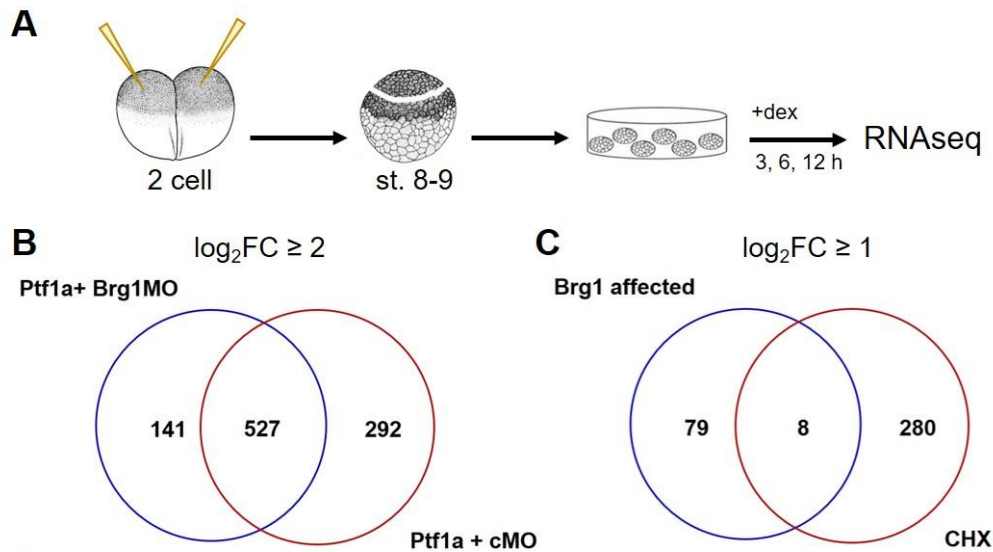 A
2 cell
st. 8-9
+dex
3, 6, 12 h
RNAseq
B
log₂FC ≥ 2
Ptf1a+ Brg1MO
141
527
292
Ptf1a + cMO
C
log₂FC ≥ 1
Brg1 affected
79
8
280
CHX